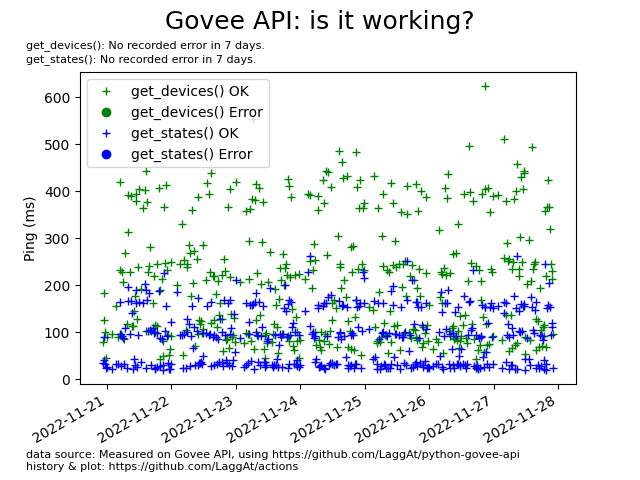 Govee API: is it working?
get_devices(): No recorded error in 7 days.
get_states(): No recorded error in 7 days.
get_devices() OK
get_devices() Error
get_states() OK
get_states() Error
Ping (ms)
600
500
400
300
200
100
0
2022-11-21
2022-11-22
2022-11-23
2022-11-24
2022-11-25
2022-11-26
2022-11-27
2022-11-28
data source: Measured on Govee API, using https://github.com/LaggAt/python-govee-api
history & plot: https://github.com/LaggAt/actions